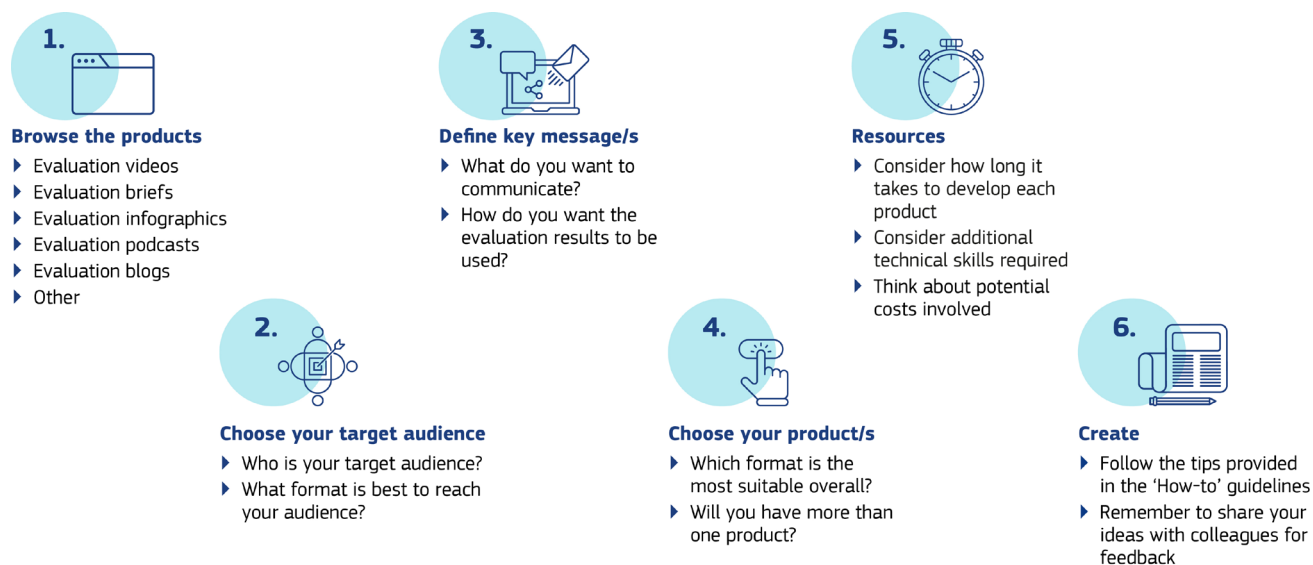 1.
Browse the products
Evaluation videos
Evaluation briefs
Evaluation infographics
Evaluation podcasts
Evaluation blogs
Other
2.
Choose your target audience
Who is your target audience?
What format is best to reach
your audience?
3.
Define key message/s
What do you want to
communicate?
How do you want the
evaluation results to be
used?
4.
Choose your product/s
Which format is the
most suitable overall?
Will you have more than
one product?
5.
Resources
Consider how long it
takes to develop each
product
Consider additional
technical skills required
Think about potential
costs involved
6.
Create
Follow the tips provided
in the ‘How-to’ guidelines
Remember to share your
ideas with colleagues for
feedback